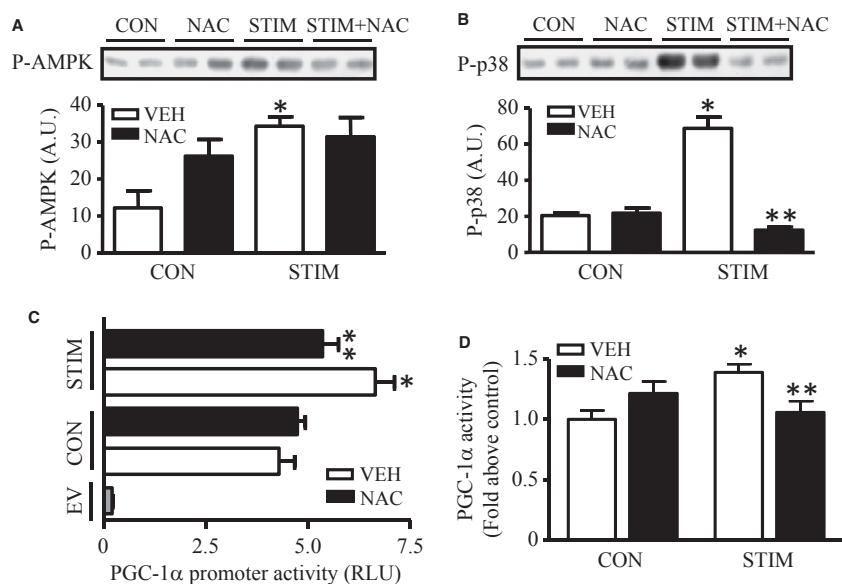 A
CON NAC STIM STIM+NAC
P-AMPK
40
30
20
10
0
P-AMPK (A.U.)
VEH
NAC
*
CON STIM
B
CON NAC STIM STIM+NAC
P-p38
80
60
40
20
0
P-p38 (A.U.)
VEH
NAC
*
**
CON STIM
C
STIM
CON
EV
**
*
VEH
NAC
0 2.5 5.0 7.5
PGC-1α promoter activity (RLU)
D
PGC-1α activity
(Fold above control)
1.5
1.0
0.5
0
VEH
NAC
*
**
CON STIM